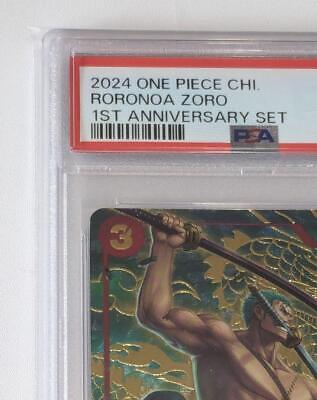 2024 ONE PIECE CHI.
RORONOA ZORO
1ST ANNIVERSARY SET
PSA
3